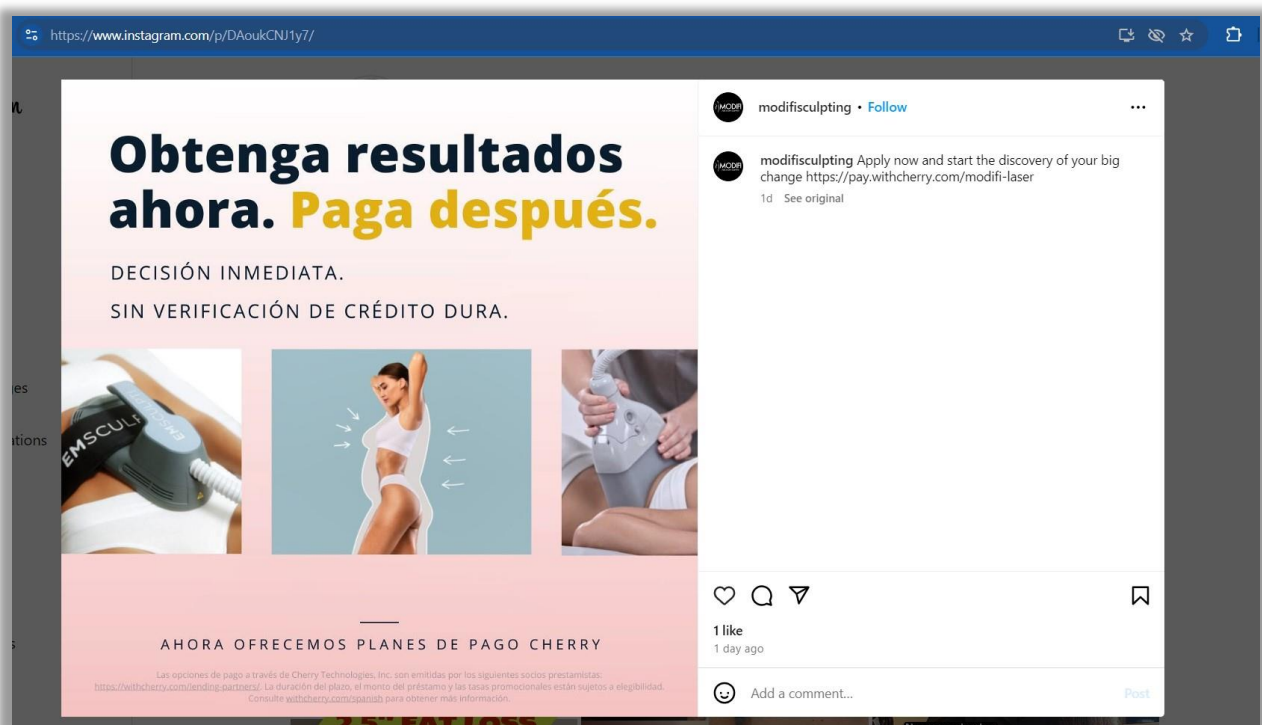 https://www.instagram.com/p/DAoukCNJ1y7/
Obtenga resultados
ahora. Paga después.
DECISIÓN INMEDIATA.
SIN VERIFICACIÓN DE CRÉDITO DURA.
EMSCULPT
AHORA OFRECEMOS PLANES DE PAGO CHERRY
Las opciones de pago a través de Cherry Technologies, Inc. son emitidas por los siguientes socios prestamistas:
https://withcherry.com/lending-partners/. La duración del plazo, el monto del préstamo y las tasas promocionales están sujetos a elegibilidad.
Consulte withcherry.com/spanish para obtener más información.
MODIFI
modifisculpting • Follow
MODIFI
modifisculpting Apply now and start the discovery of your big
change https://pay.withcherry.com/modifi-laser
1d See original
1 like
1 day ago
Add a comment...
Post
FAT LOSS